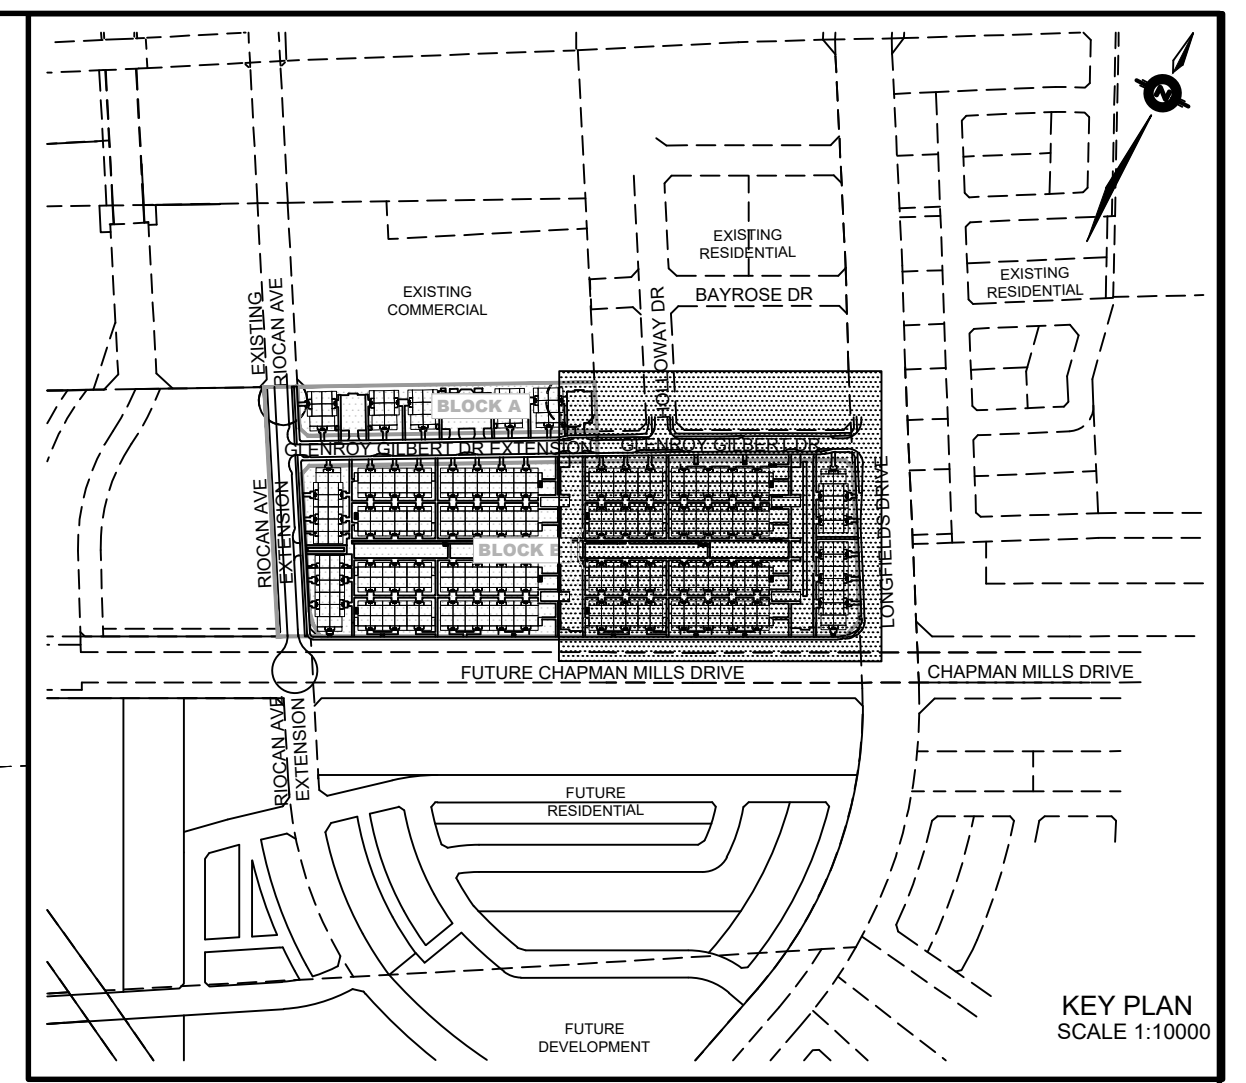 N
EXISTING
RESIDENTIAL
EXISTING
RESIDENTIAL
EXISTING
COMMERCIAL
BAYROSE DR
HOLLOWAY DR
EXISTING
RIOCAN AVE
BLOCK A
GLENROY GILBERT DR EXTENSION
GLENROY GILBERT DR
RIOCAN AVE
EXTENSION
BLOCK B
LONGFIELDS DRIVE
FUTURE CHAPMAN MILLS DRIVE
CHAPMAN MILLS DRIVE
RIOCAN AVE
EXTENSION
FUTURE
RESIDENTIAL
FUTURE
DEVELOPMENT
KEY PLAN
SCALE 1:10000